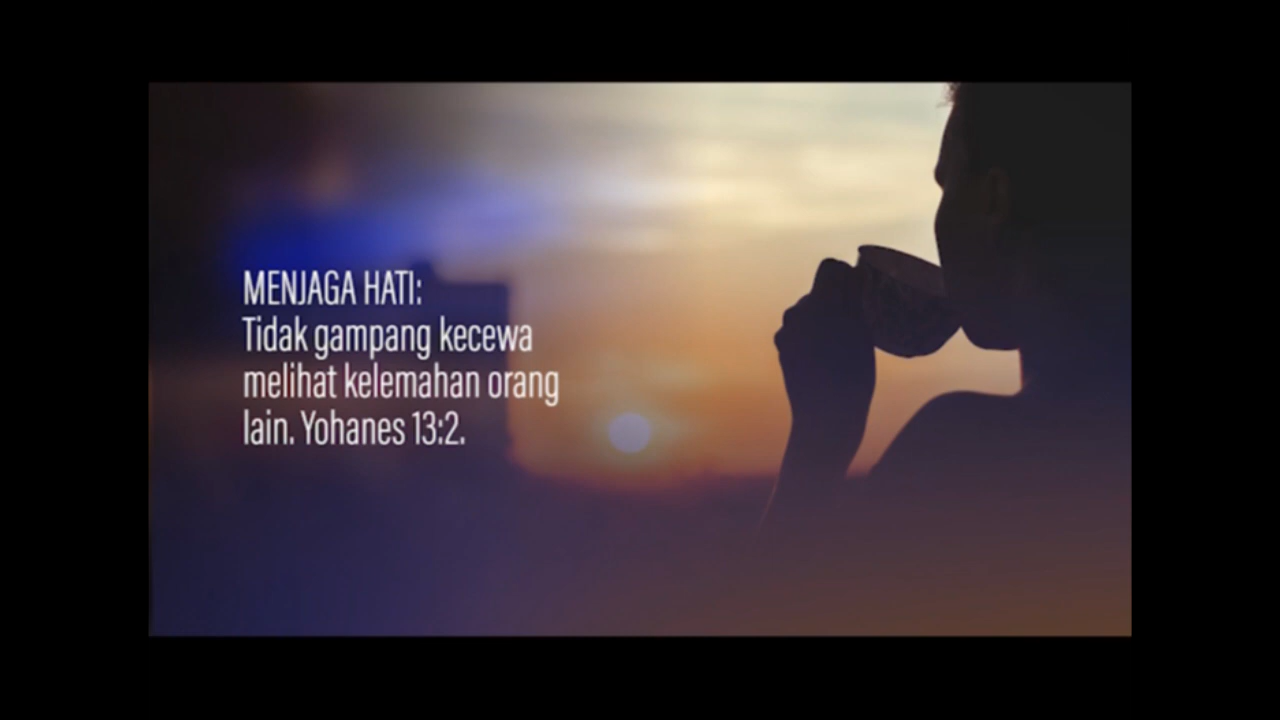 MENJAGA HATI:
Tidak gampang kecewa
melihat kelemahan orang
lain. Yohanes 13:2.